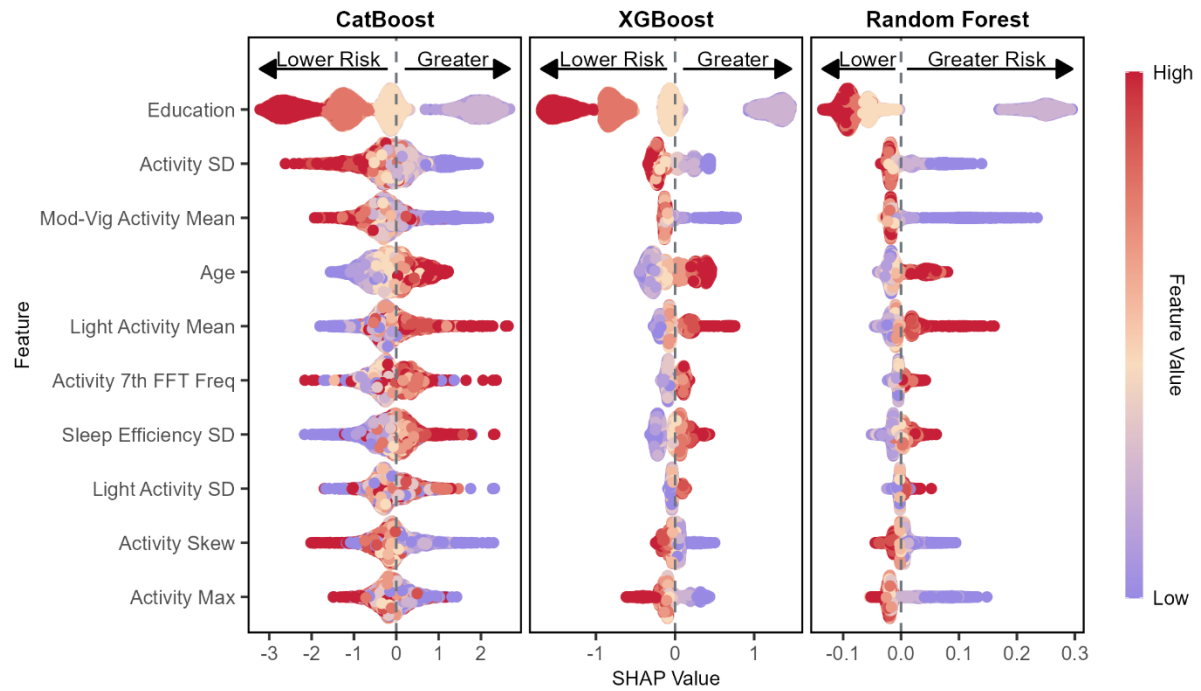 CatBoost XGBoost Random Forest
Lower Risk Greater Lower Risk Greater Lower Greater Risk
Education
Activity SD
Mod-Vig Activity Mean
Age
Light Activity Mean
Activity 7th FFT Freq
Sleep Efficiency SD
Light Activity SD
Activity Skew
Activity Max
Feature
-3 -2 -1 0 1 2 -1 0 1 -0.1 0.0 0.1 0.2 0.3
SHAP Value
High
Feature Value
Low